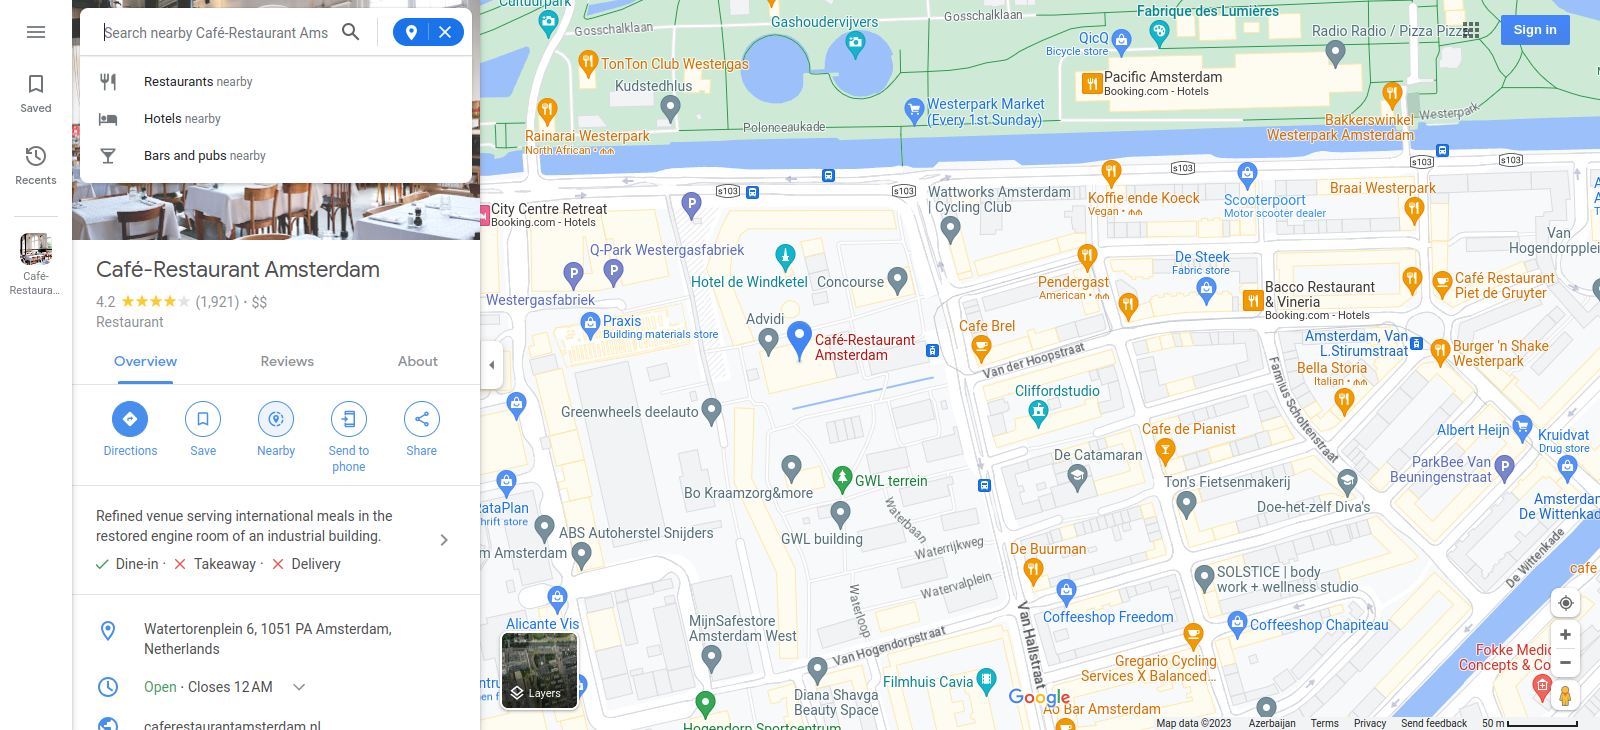 Search nearby Café-Restaurant Ams
Restaurants nearby
Hotels nearby
Bars and pubs nearby
Saved
Recents
Café-
Restaura...
Café-Restaurant Amsterdam
4.2 (1,921) · $$
Restaurant
Overview
Reviews
About
Directions
Save
Nearby
Send to
phone
Share
Refined venue serving international meals in the
restored engine room of an industrial building.
Dine-in · Takeaway · Delivery
Watertorenplein 6, 1051 PA Amsterdam,
Netherlands
Open · Closes 12 AM
caferestaurantamsterdam.nl
Sign in
Cultuurpark
Gosschalklaan
Gashoudervijvers
Gosschalklaan
Fabrique des Lumières
QicQ
Bicycle store
Radio Radio / Pizza Pizza
TonTon Club Westergas
Kudstedhlus
Pacific Amsterdam
Booking.com - Hotels
Westerpark Market
(Every 1st Sunday)
Westerpark
Bakkerswinkel
Westerpark Amsterdam
Rainarai Westerpark
North African
Polonceaukade
s103
s103
s103
s103
s103
City Centre Retreat
Booking.com - Hotels
Wattworks Amsterdam
| Cycling Club
Koffie ende Koeck
Vegan
Scooterpoort
Motor scooter dealer
Braai Westerpark
Van
Hogendorpplei
Q-Park Westergasfabriek
Westergasfabriek
Hotel de Windketel
Concourse
Pendergast
American
De Steek
Fabric store
Bacco Restaurant
& Vineria
Booking.com - Hotels
Café Restaurant
Piet de Gruyter
Praxis
Building materials store
Advidi
Café-Restaurant
Amsterdam
Cafe Brel
Van der Hoopstraat
Amsterdam, Van
L.Stirumstraat
Burger 'n Shake
Westerpark
Bella Storia
Italian
Fannius Scholtenstraat
Cliffordstudio
Greenwheels deelauto
Cafe de Pianist
Albert Heijn
Kruidvat
Drug store
De Catamaran
ParkBee Van
Beuningenstraat
Bo Kraamzorg&more
GWL terrein
Ton's Fietsenmakerij
Doe-het-zelf Diva's
Amsterdam
De Wittenkad
RataPlan
hrift store
ABS Autoherstel Snijders
m Amsterdam
GWL building
Waterbaan
Waterrijkweg
De Buurman
De Wittenkade
cafe
SOLSTICE | body
work + wellness studio
Watervalplein
Waterloop
Coffeeshop Freedom
Coffeeshop Chapiteau
Alicante Vis
MijnSafestore
Amsterdam West
Van Hogendorpstraat
Van Hallstraat
Gregario Cycling
Services X Balanced...
Fokke Medic
Concepts & Co
Filmhuis Cavia
Diana Shavga
Beauty Space
Layers
ntru
en f
Hogendorp Sportcentrum
Google
Ao Bar Amsterdam
Map data ©2023
Azerbaijan
Terms
Privacy
Send feedback
50 m